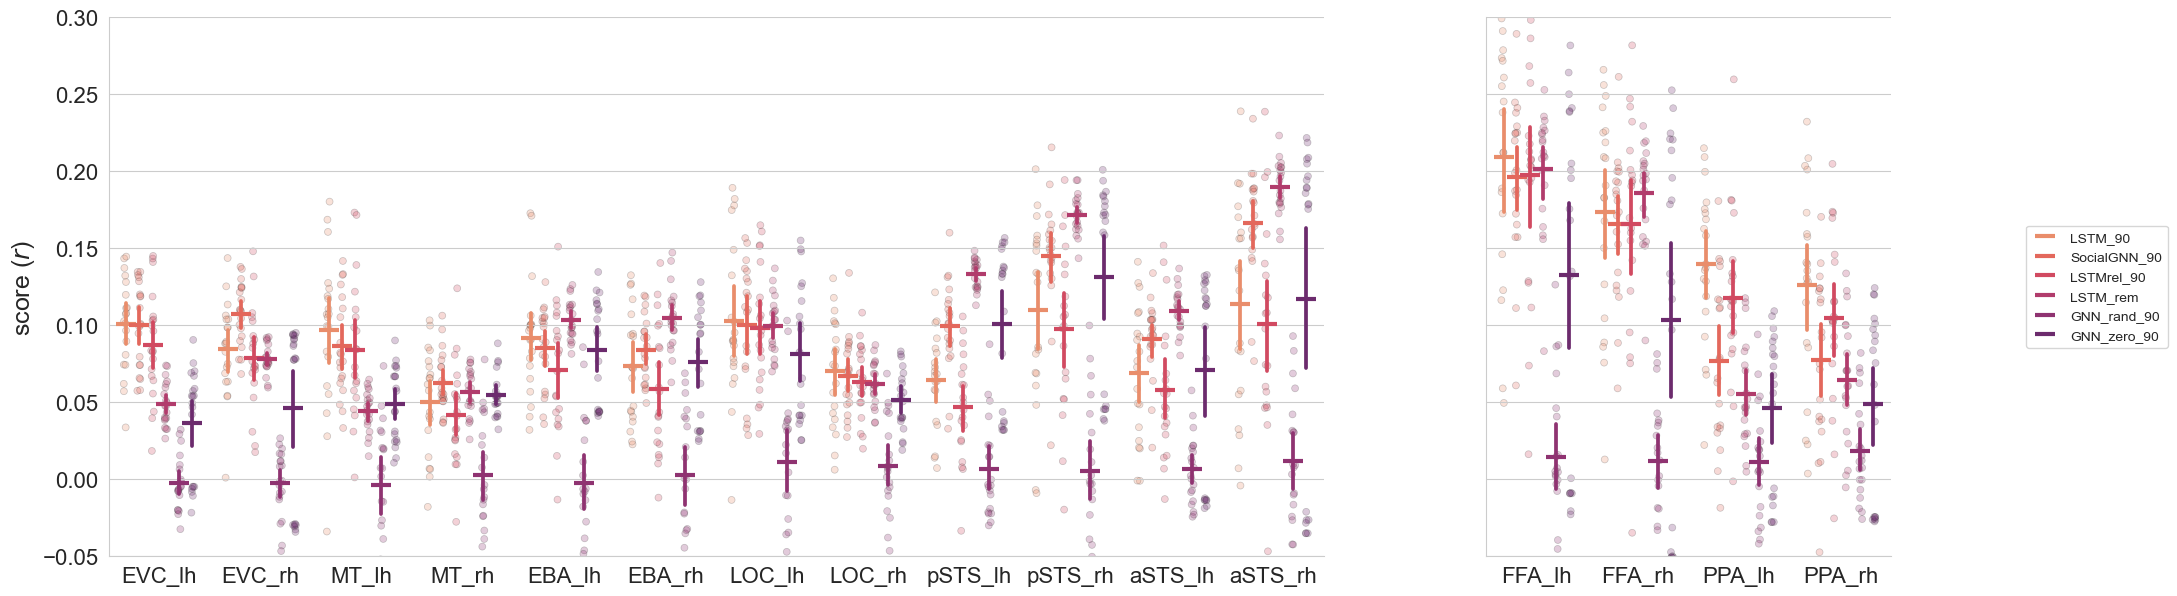 0.30
0.25
0.20
0.15
0.10
0.05
0.00
−0.05
score (r)
EVC_lh EVC_rh MT_lh MT_rh EBA_lh EBA_rh LOC_lh LOC_rh pSTS_lh pSTS_rh aSTS_lh aSTS_rh
FFA_lh FFA_rh PPA_lh PPA_rh
LSTM_90
SocialGNN_90
LSTMrel_90
LSTM_rem
GNN_rand_90
GNN_zero_90